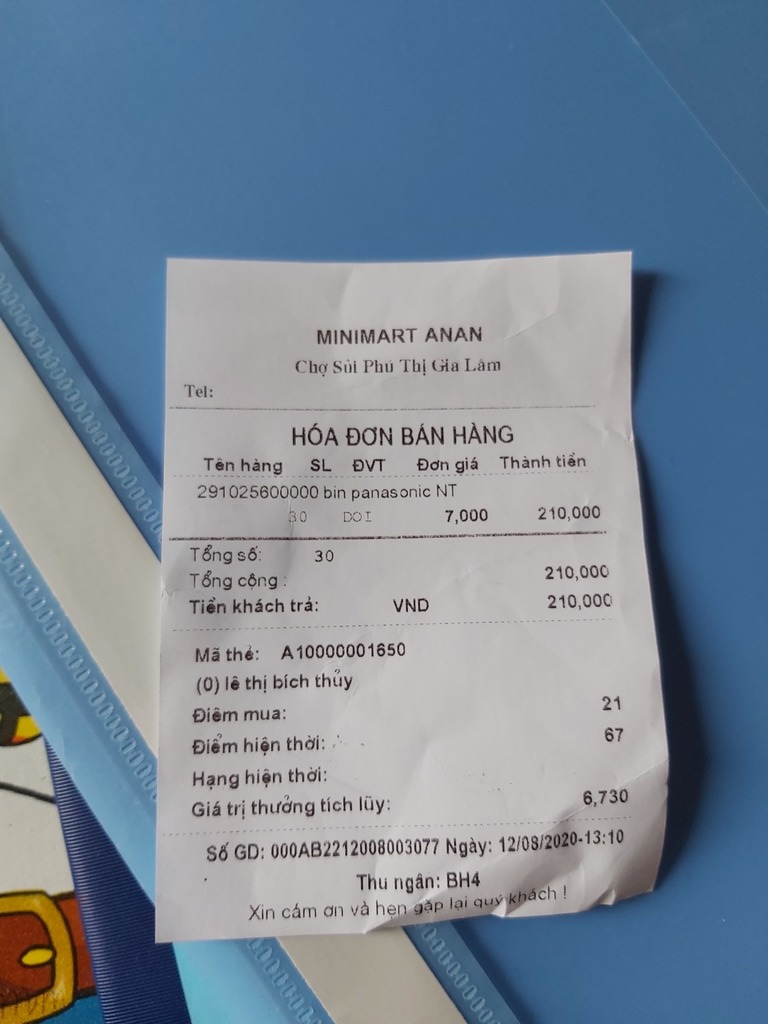 MINIMART ANAN
Chợ Sủi Phú Thị Gia Lâm
Tel:
HÓA ĐƠN BÁN HÀNG
Tên hàng SL ĐVT Đơn giá Thành tiền
291025600000 bin panasonic NT
30 DOI 7,000 210,000
Tổng số: 30
Tổng cộng : 210,000
Tiền khách trả: VND 210,000
Mã thẻ: A10000001650
(0) lê thị bích thủy
Điểm mua: 21
Điểm hiện thời: 67
Hạng hiện thời:
Giá trị thưởng tích lũy: 6,730
Số GD: 000AB2212008003077 Ngày: 12/08/2020-13:10
Thu ngân: BH4
Xin cám ơn và hẹn gặp lại quý khách !